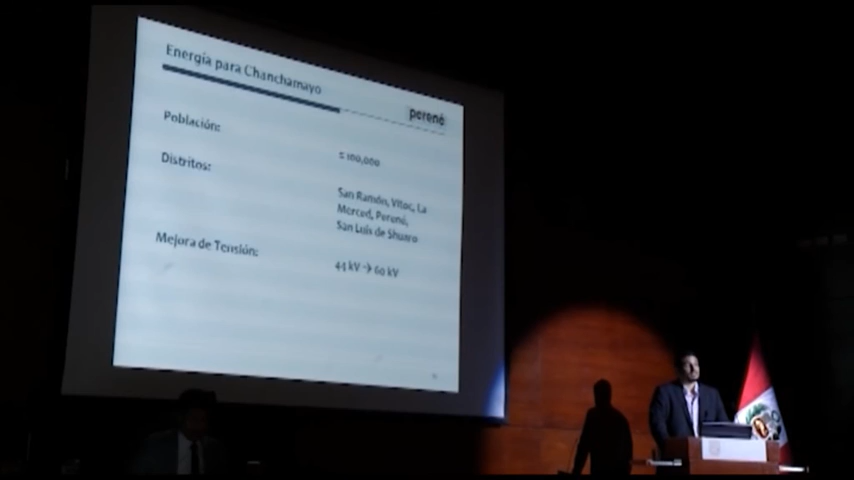 Energía para Chanchamayo
perené
Población:
≤ 100,000
Distritos:
San Ramón, Vitoc, La
Merced, Perené,
San Luis de Shuaro
Mejora de Tensión:
44 kV → 60 kV